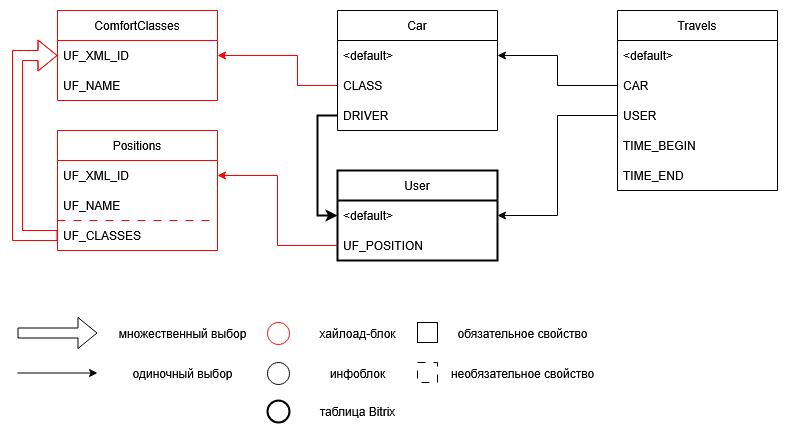 ComfortClasses
UF_XML_ID
UF_NAME
Positions
UF_XML_ID
UF_NAME
UF_CLASSES
Car
<default>
CLASS
DRIVER
User
<default>
UF_POSITION
Travels
<default>
CAR
USER
TIME_BEGIN
TIME_END
множественный выбор
хайлоад-блок
обязательное свойство
одиночный выбор
инфоблок
необязательное свойство
таблица Bitrix